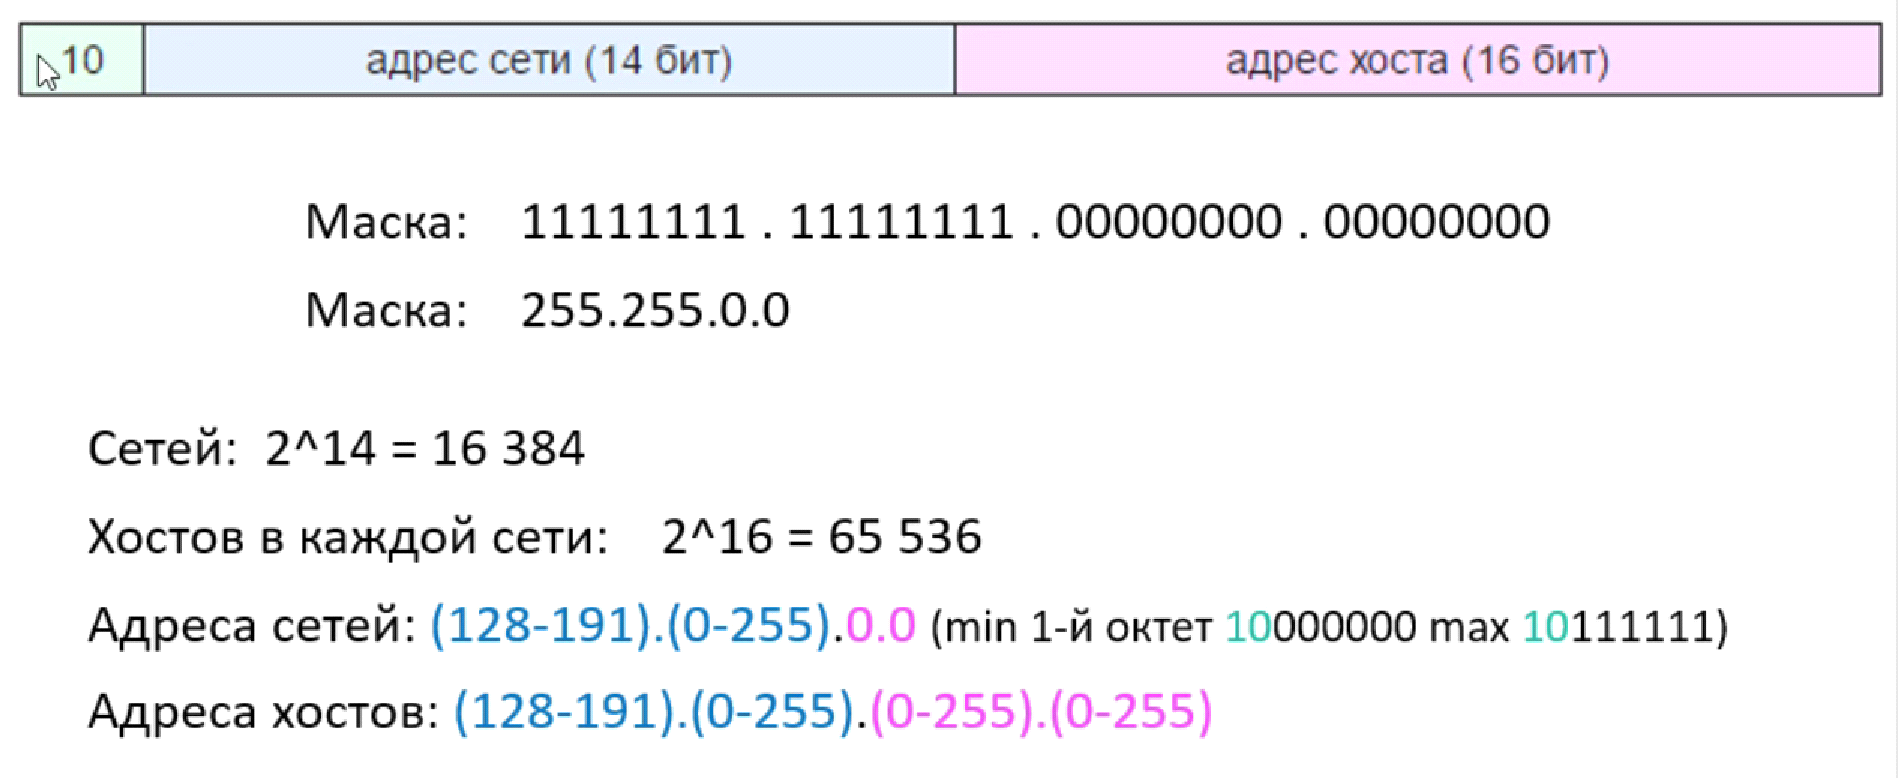 10 адрес сети (14 бит) адрес хоста (16 бит)
Маска: 11111111 . 11111111 . 00000000 . 00000000
Маска: 255.255.0.0
Сетей: 2^14 = 16 384
Хостов в каждой сети: 2^16 = 65 536
Адреса сетей: (128-191).(0-255).0.0 (min 1-й октет 10000000 max 10111111)
Адреса хостов: (128-191).(0-255).(0-255).(0-255)